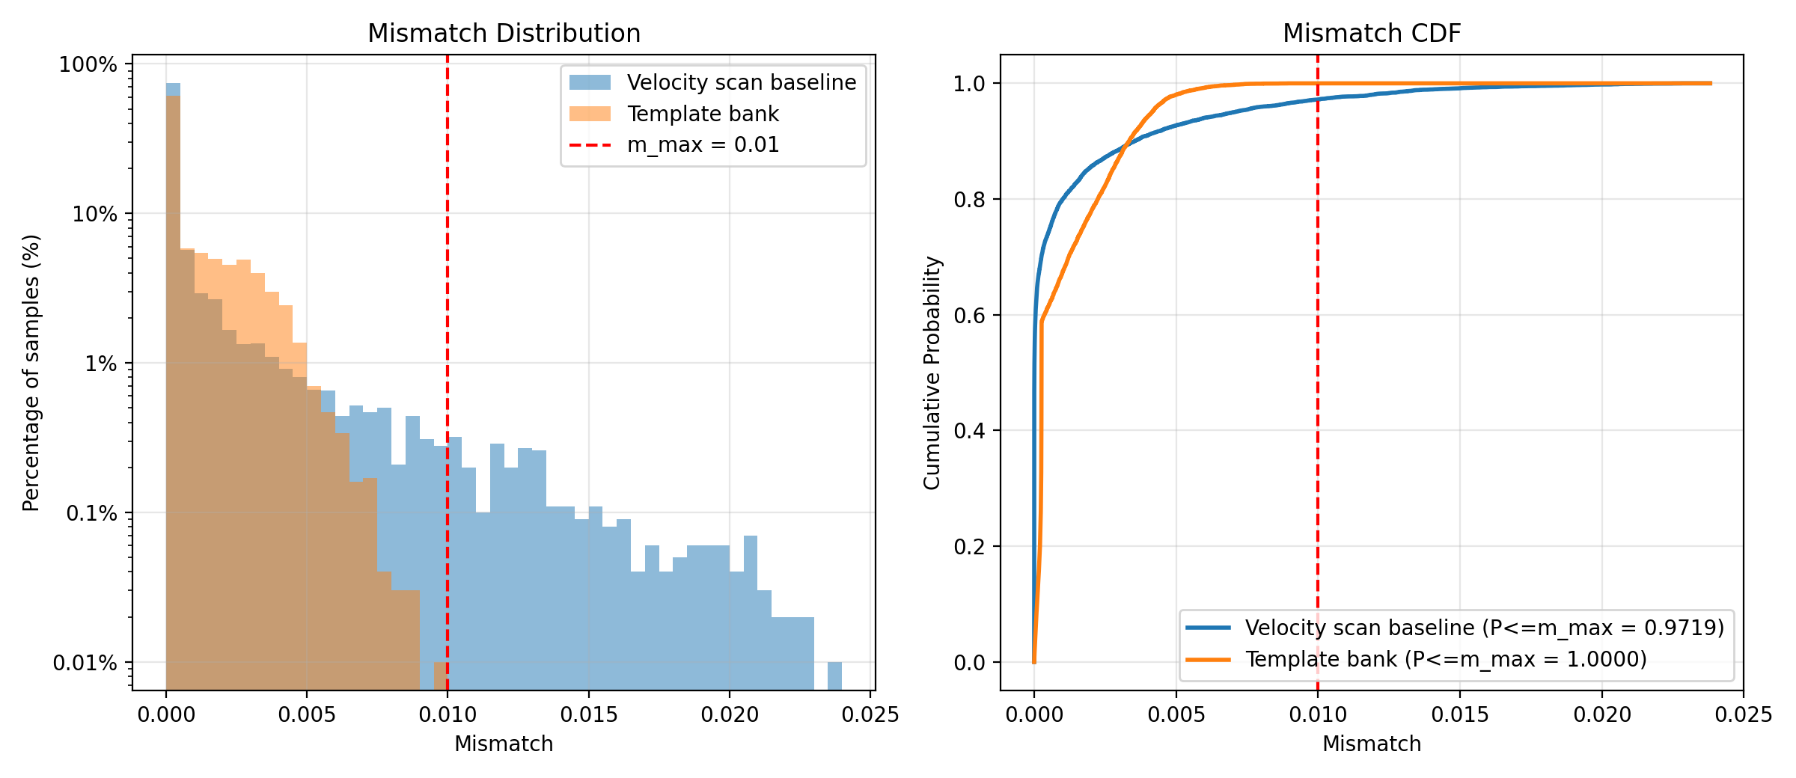 Mismatch Distribution
Percentage of samples (%)
100%
10%
1%
0.1%
0.01%
Velocity scan baseline
Template bank
m_max = 0.01
0.000 0.005 0.010 0.015 0.020 0.025
Mismatch
Mismatch CDF
Cumulative Probability
1.0
0.8
0.6
0.4
0.2
0.0
Velocity scan baseline (P<=m_max = 0.9719)
Template bank (P<=m_max = 1.0000)
0.000 0.005 0.010 0.015 0.020 0.025
Mismatch